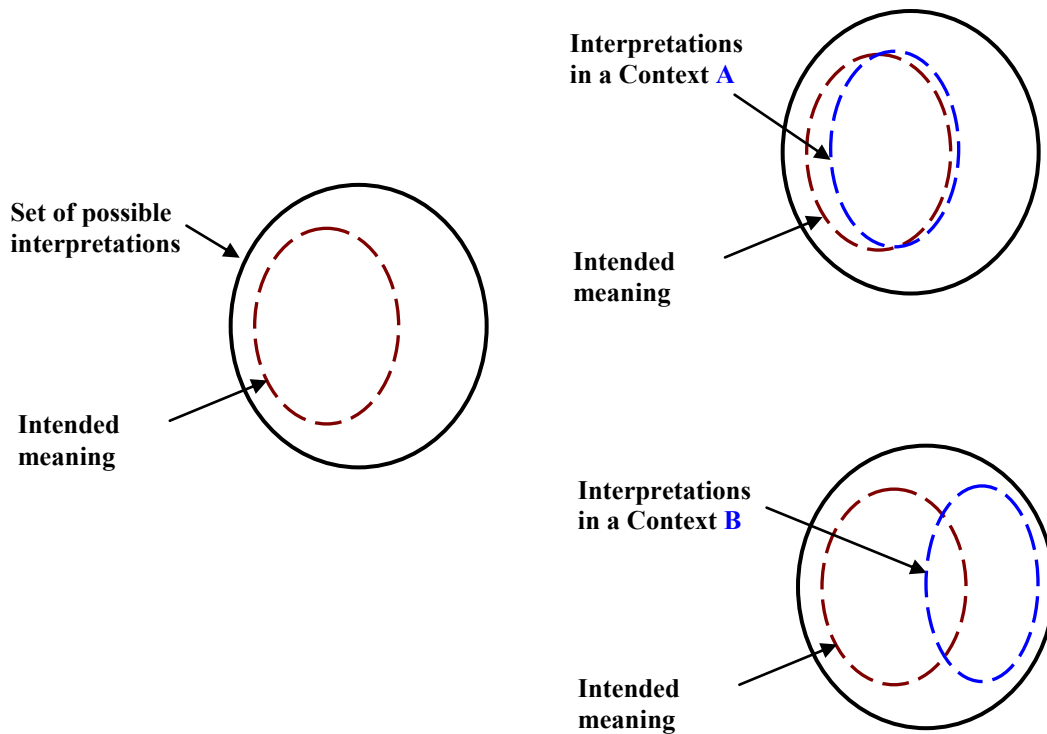 Set of possible
interpretations
Intended
meaning
Interpretations
in a Context A
Intended
meaning
Interpretations
in a Context B
Intended
meaning